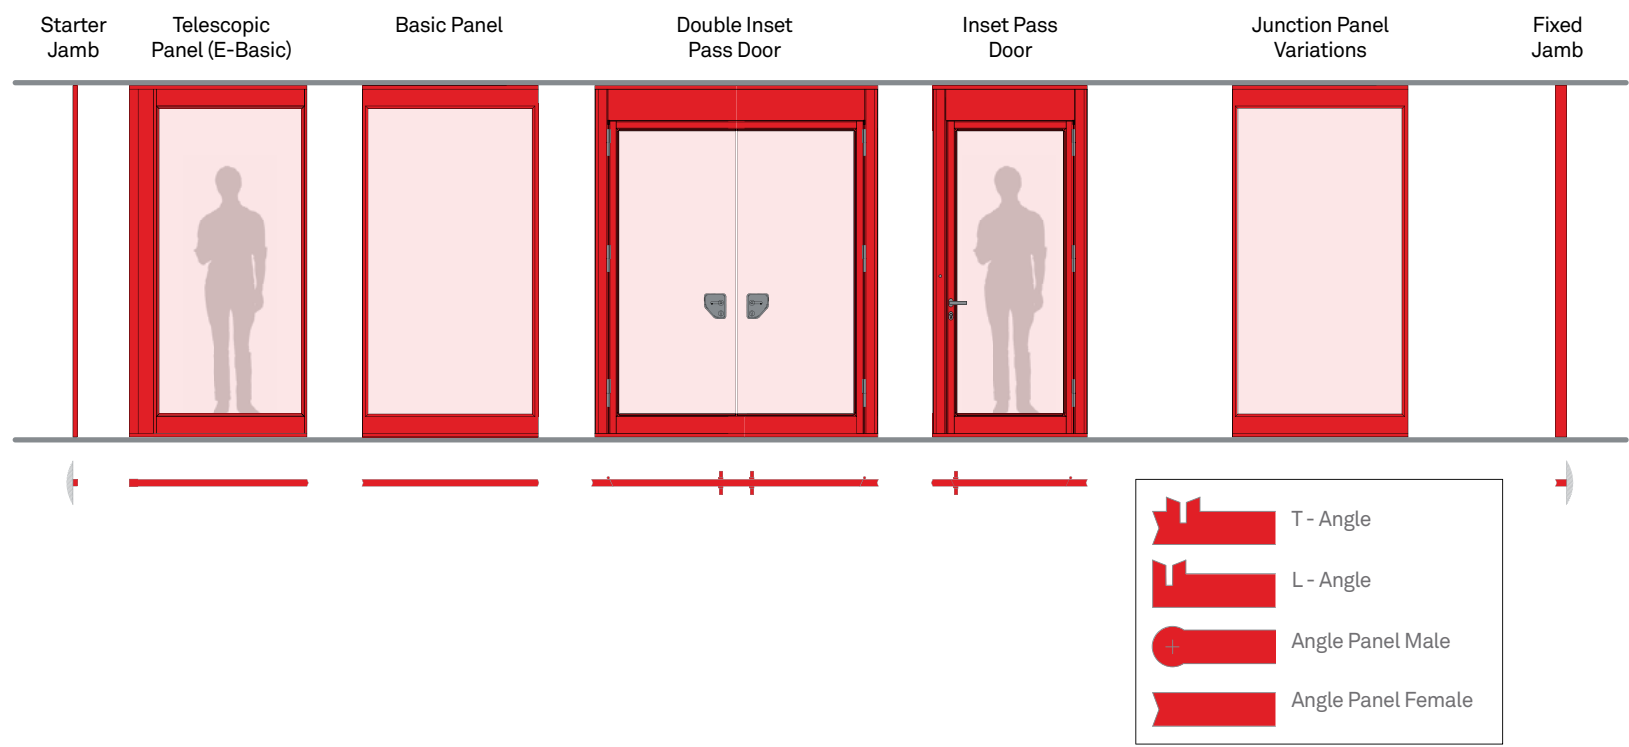 Starter
Jamb
Telescopic
Panel (E-Basic)
Basic Panel
Double Inset
Pass Door
Inset Pass
Door
Junction Panel
Variations
Fixed
Jamb
T - Angle
L - Angle
Angle Panel Male
Angle Panel Female